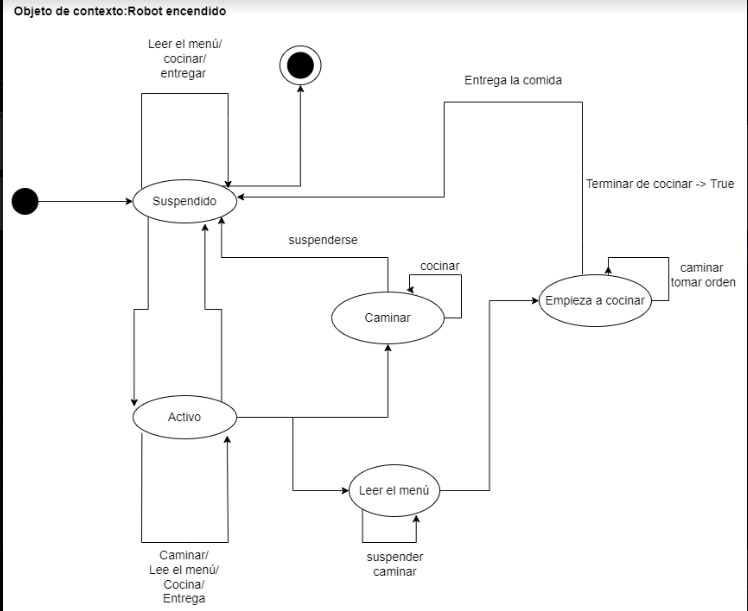 Objeto de contexto:Robot encendido
Leer el menú/
cocinar/
entregar
Entrega la comida
Terminar de cocinar -> True
Suspendido
suspenderse
cocinar
caminar
tomar orden
Empieza a cocinar
Caminar
Activo
Leer el menú
suspender
caminar
Caminar/
Lee el menú/
Cocina/
Entrega